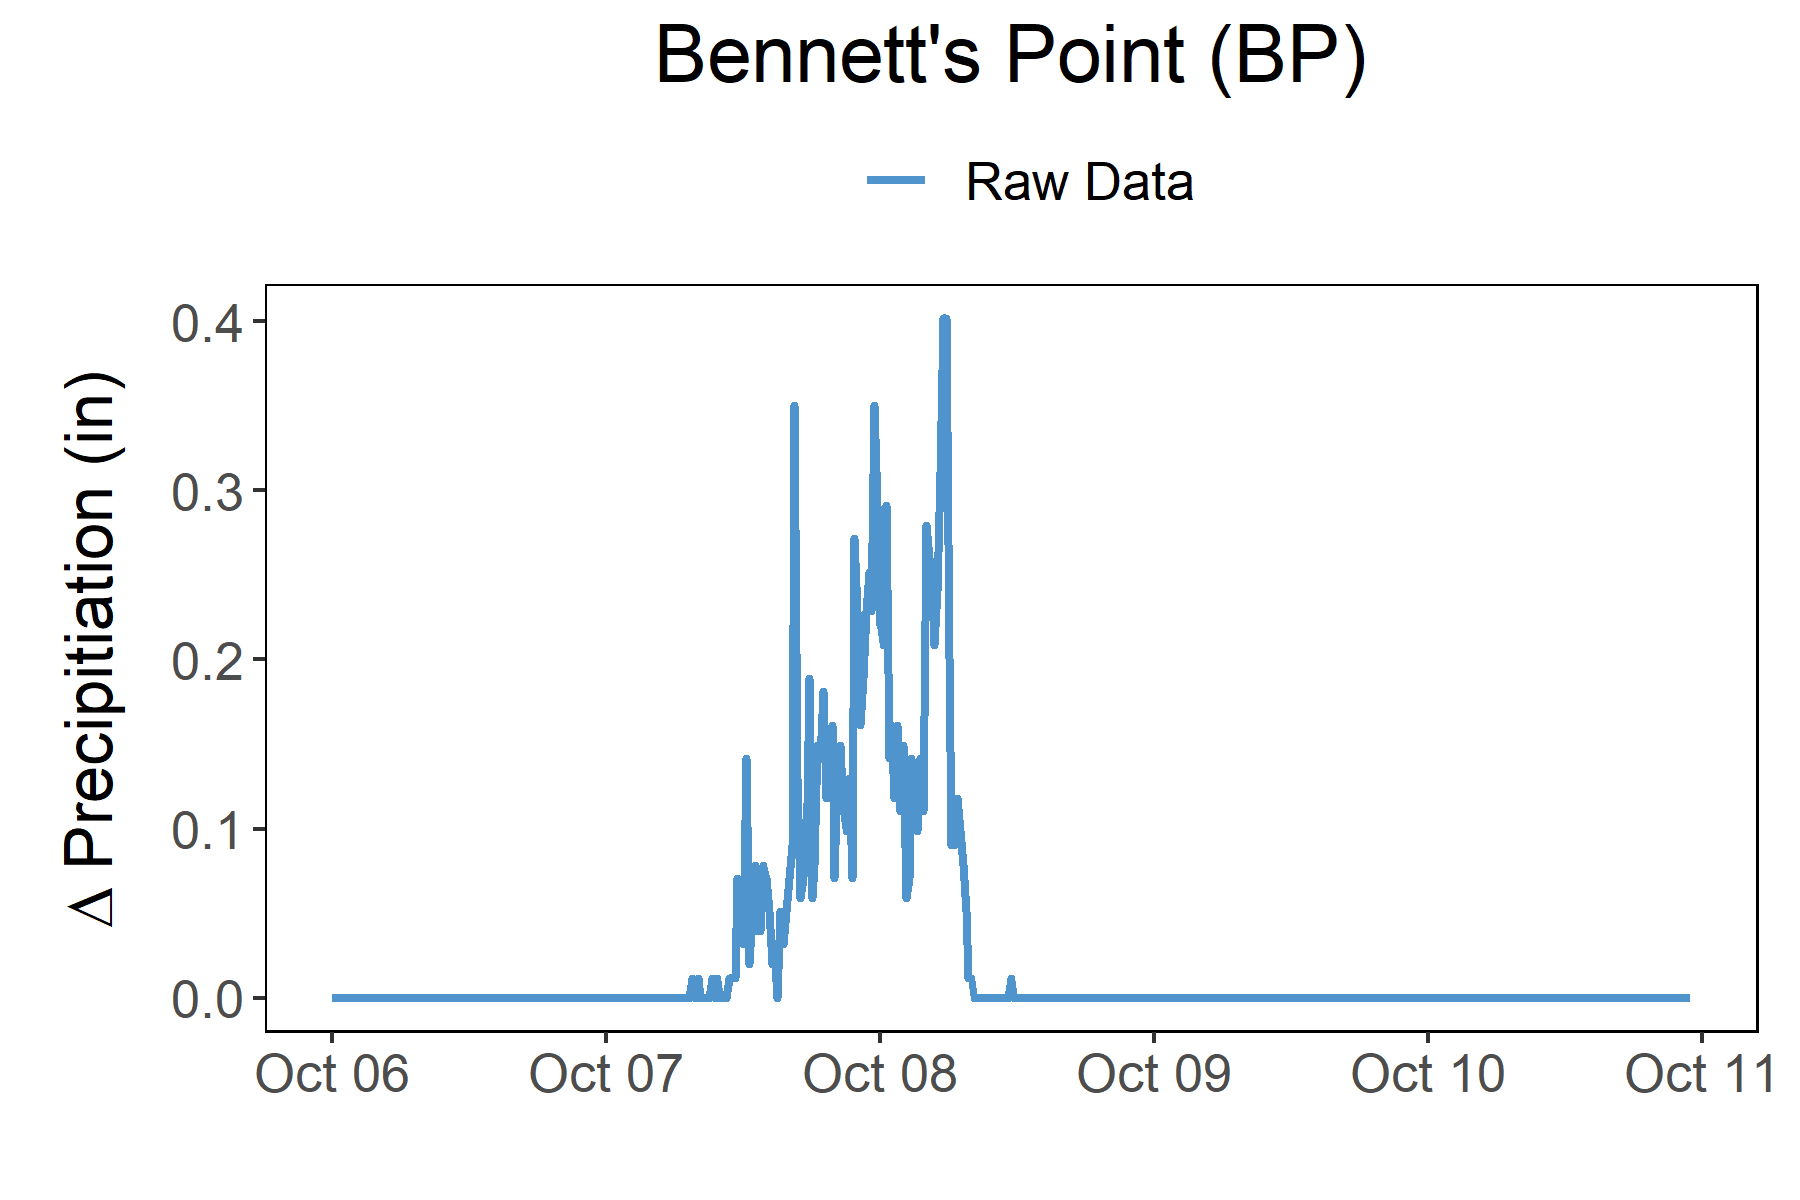 Bennett's Point (BP)
Raw Data
Δ Precipitiation (in)
0.4
0.3
0.2
0.1
0.0
Oct 06 Oct 07 Oct 08 Oct 09 Oct 10 Oct 11